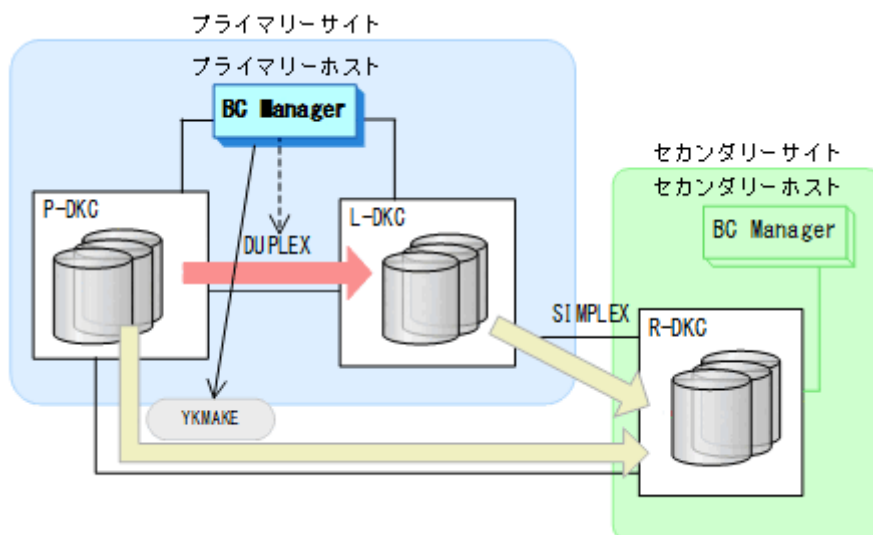 プライマリーサイト
プライマリーホスト
BC Manager
セカンダリーサイト
セカンダリーホスト
P-DKC
L-DKC
BC Manager
DUPLEX
SIMPLEX
R-DKC
YKMAKE